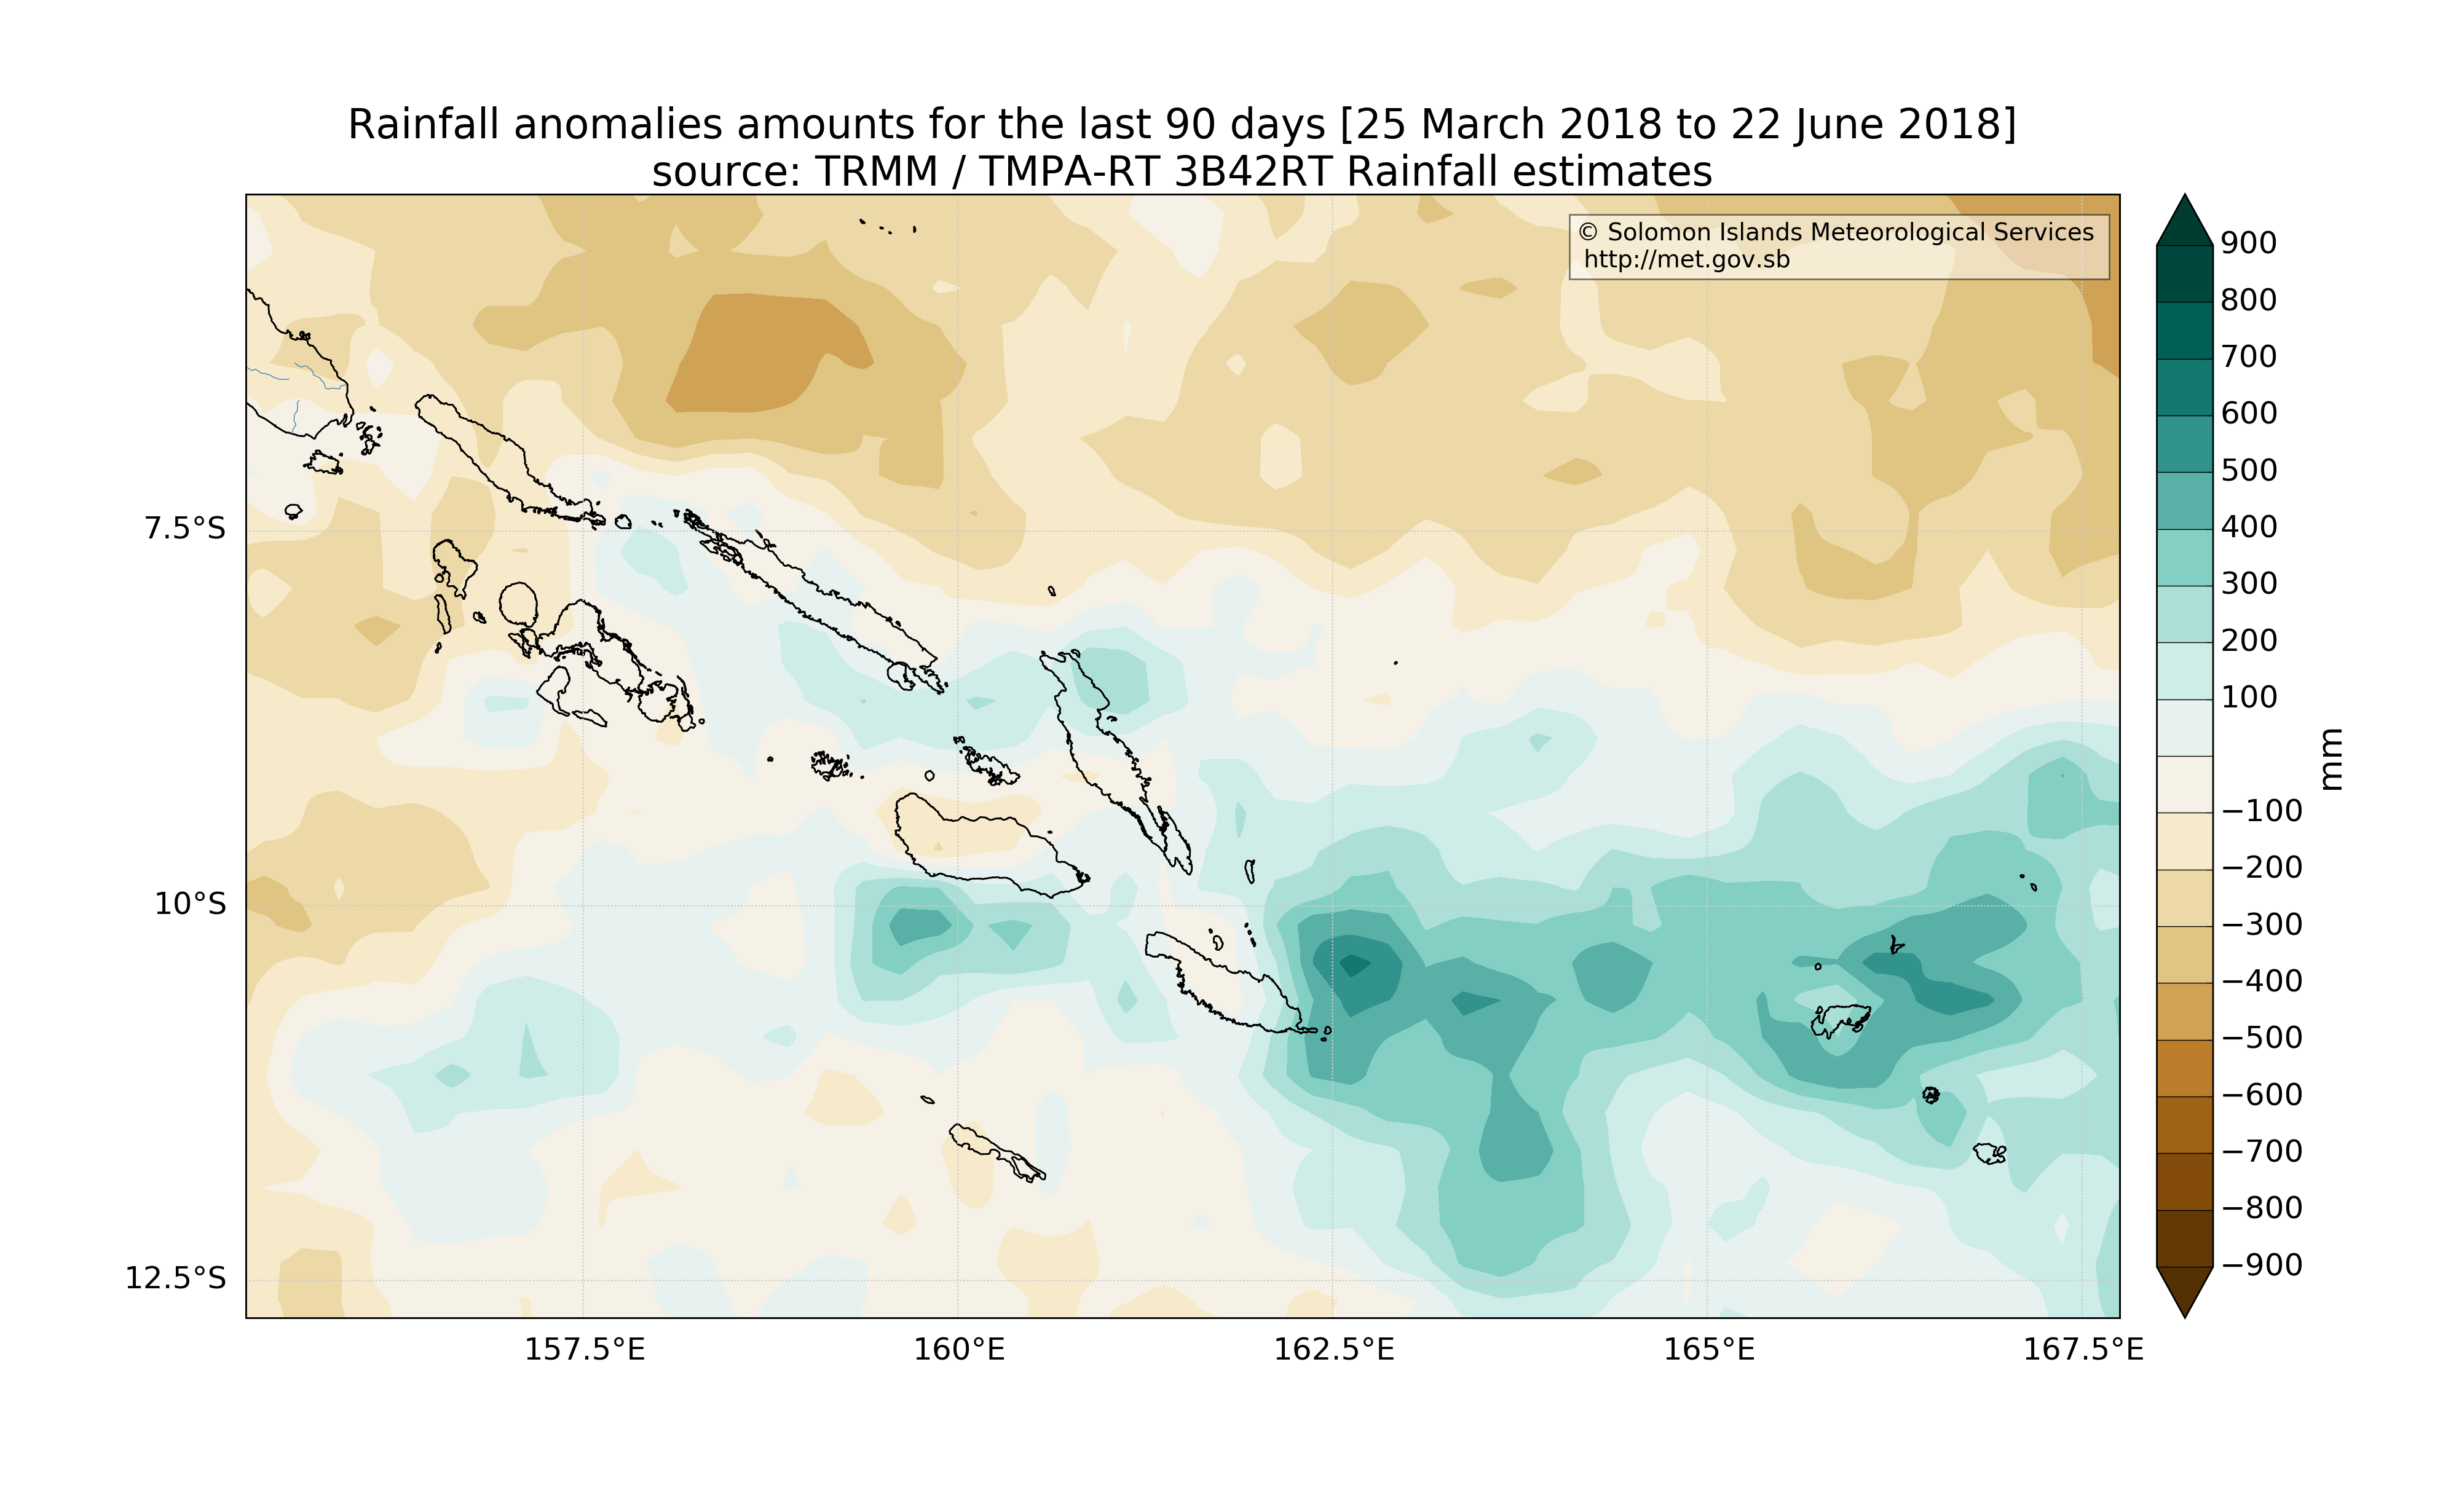 Rainfall anomalies amounts for the last 90 days [25 March 2018 to 22 June 2018]
source: TRMM / TMPA-RT 3B42RT Rainfall estimates
© Solomon Islands Meteorological Services
http://met.gov.sb
7.5°S
10°S
12.5°S
157.5°E
160°E
162.5°E
165°E
167.5°E
900
800
700
600
500
400
300
200
100
−100
−200
−300
−400
−500
−600
−700
−800
−900
mm